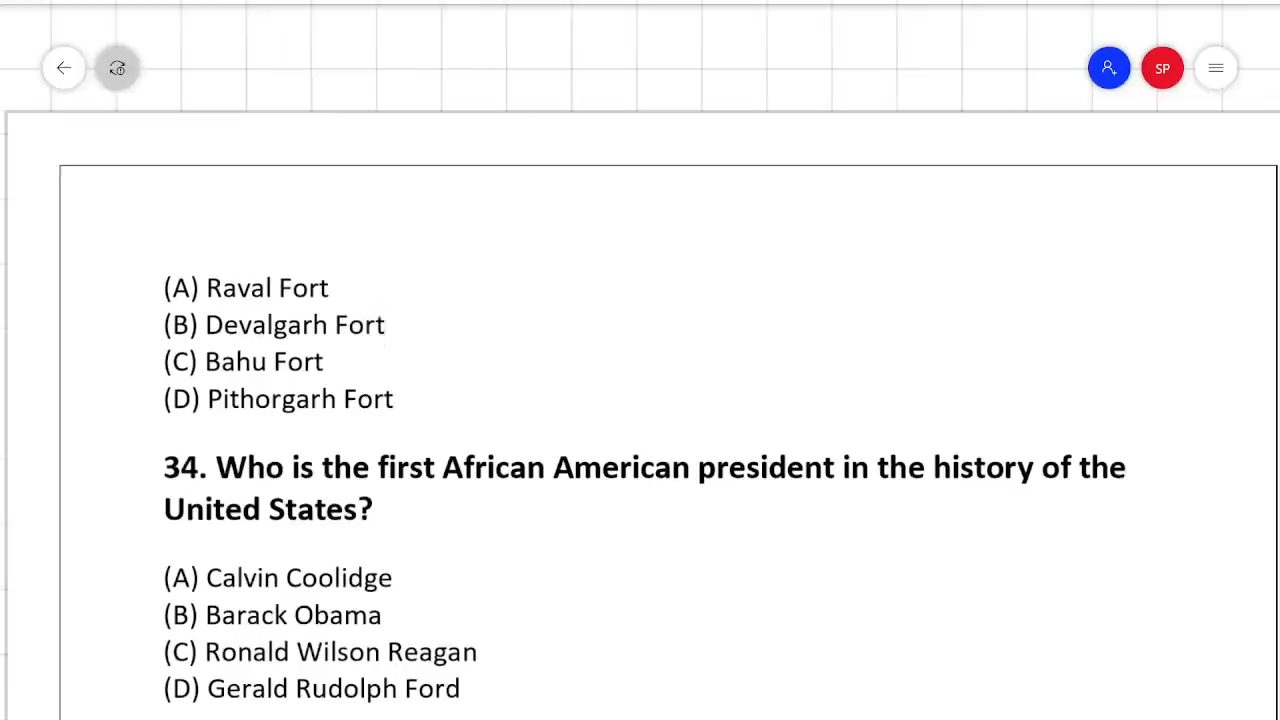 SP
(A) Raval Fort
(B) Devalgarh Fort
(C) Bahu Fort
(D) Pithorgarh Fort
34. Who is the first African American president in the history of the
United States?
(A) Calvin Coolidge
(B) Barack Obama
(C) Ronald Wilson Reagan
(D) Gerald Rudolph Ford